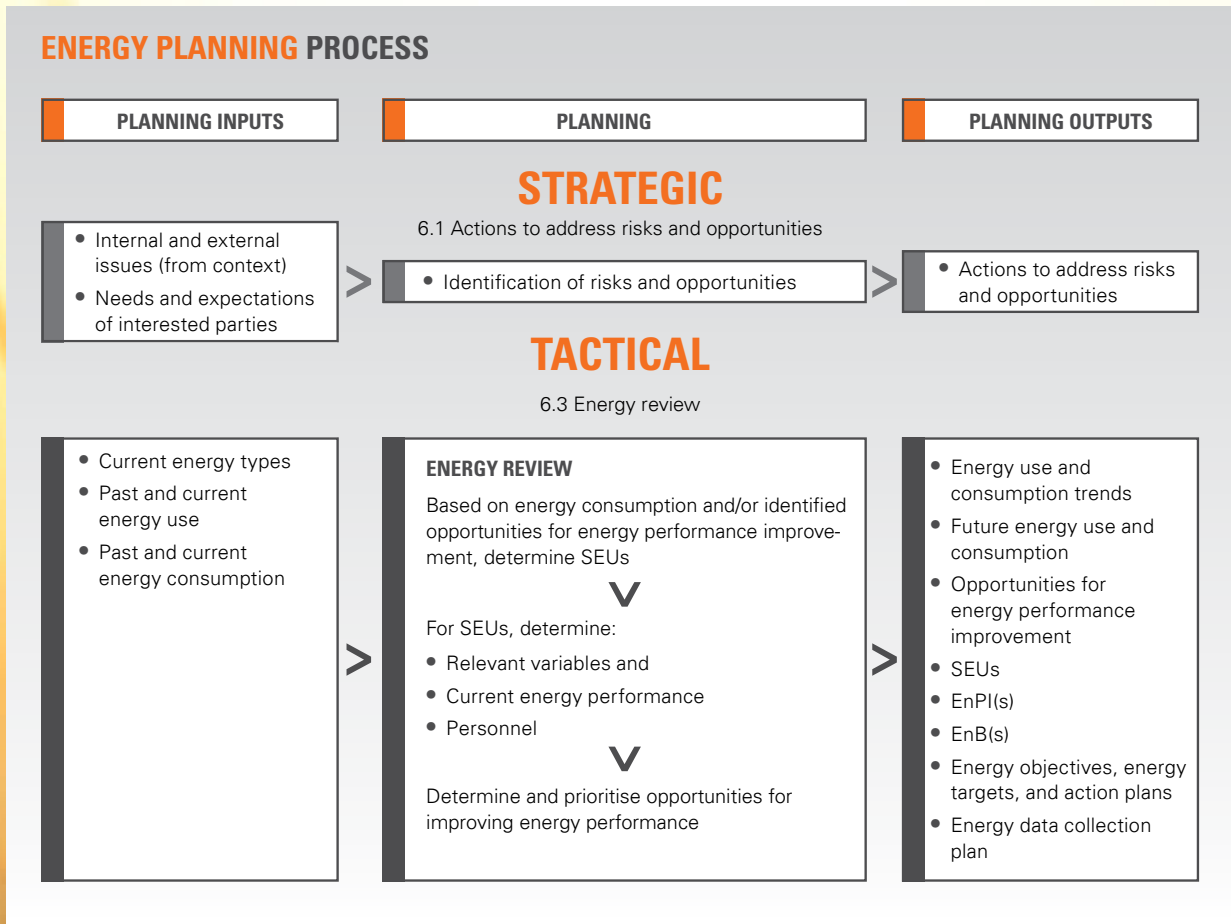 ENERGY PLANNING PROCESS
PLANNING INPUTS
PLANNING
PLANNING OUTPUTS
STRATEGIC
6.1 Actions to address risks and opportunities
• Internal and external
issues (from context)
• Needs and expectations
of interested parties
>
• Identification of risks and opportunities
>
• Actions to address risks
and opportunities
TACTICAL
6.3 Energy review
• Current energy types
• Past and current
energy use
• Past and current
energy consumption
>
ENERGY REVIEW
Based on energy consumption and/or identified
opportunities for energy performance improve-
ment, determine SEUs
For SEUs, determine:
• Relevant variables and
• Current energy performance
• Personnel
Determine and prioritise opportunities for
improving energy performance
>
• Energy use and
consumption trends
• Future energy use and
consumption
• Opportunities for
energy performance
improvement
• SEUs
• EnPI(s)
• EnB(s)
• Energy objectives, energy
targets, and action plans
• Energy data collection
plan